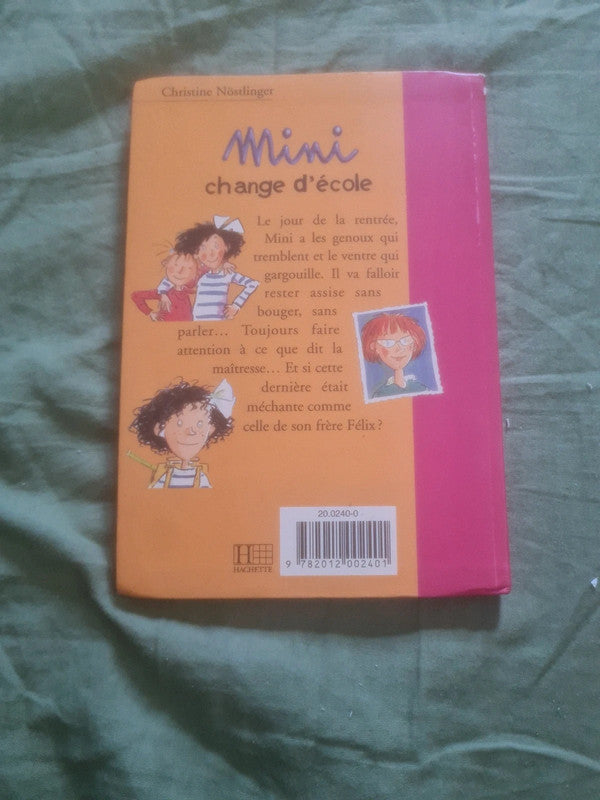 Christine Nöstlinger
Mini
change d'école
Le jour de la rentrée,
Mini a les genoux qui
tremblent et le ventre qui
gargouille. Il va falloir
rester assise sans
bouger, sans
parler... Toujours faire
attention à ce que dit la
maîtresse... Et si cette
dernière était
méchante comme
celle de son frère Félix ?
20.0240-0
9 782012 002401
H
HACHETTE